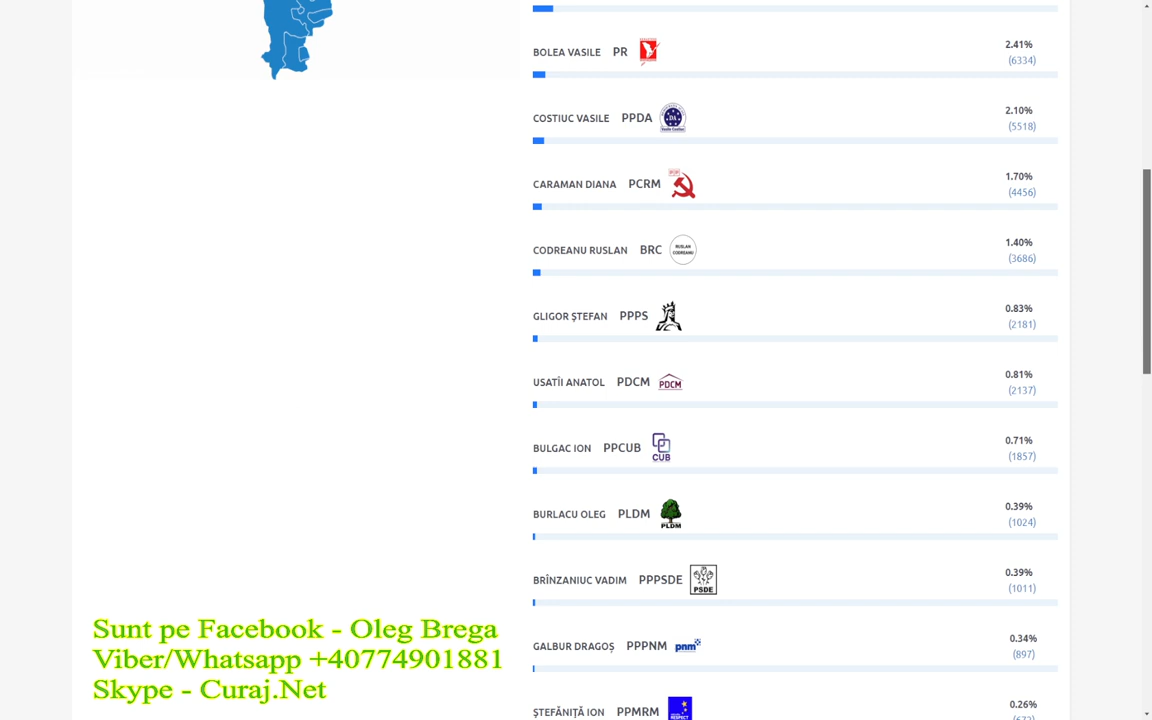 BOLEA VASILE PR 2.41%
(6334)
COSTIUC VASILE PPDA DA 2.10%
(5518)
CARAMAN DIANA PCRM 1.70%
(4456)
CODREANU RUSLAN BRC RUSLAN CODREANU 1.40%
(3686)
GLIGOR ȘTEFAN PPPS 0.83%
(2181)
USATÎI ANATOL PDCM PDCM 0.81%
(2137)
BULGAC ION PPCUB CUB 0.71%
(1857)
BURLACU OLEG PLDM PLDM 0.39%
(1024)
BRÎNZANIUC VADIM PPPSDE PSDE 0.39%
(1011)
GALBUR DRAGOȘ PPPNM pnm 0.34%
(897)
ȘTEFĂNIȚĂ ION PPMRM RESPECT 0.26%
Sunt pe Facebook - Oleg Brega
Viber/Whatsapp +40774901881
Skype - Curaj.Net